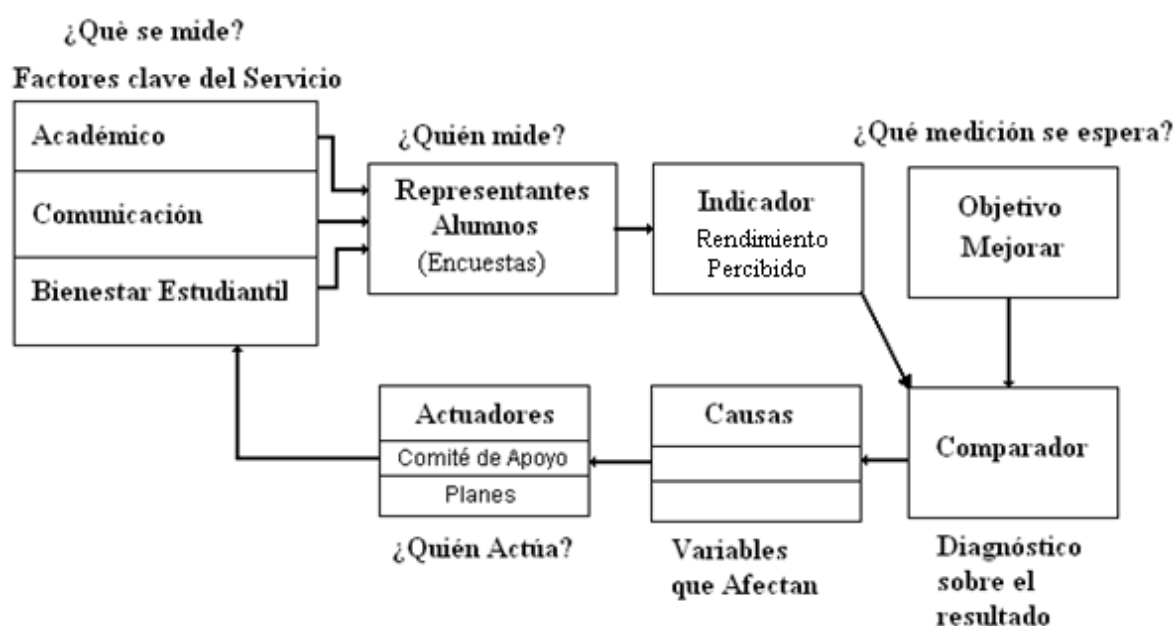 ¿Què se mide?
Factores clave del Servicio
Académico
Comunicación
Bienestar Estudiantil
¿Quién mide?
Representantes
Alumnos
(Encuestas)
Indicador
Rendimiento
Percibido
¿Qué medición se espera?
Objetivo
Mejorar
Actuadores
Comité de Apoyo
Planes
¿Quién Actúa?
Causas
Variables
que Afectan
Comparador
Diagnóstico
sobre el
resultado